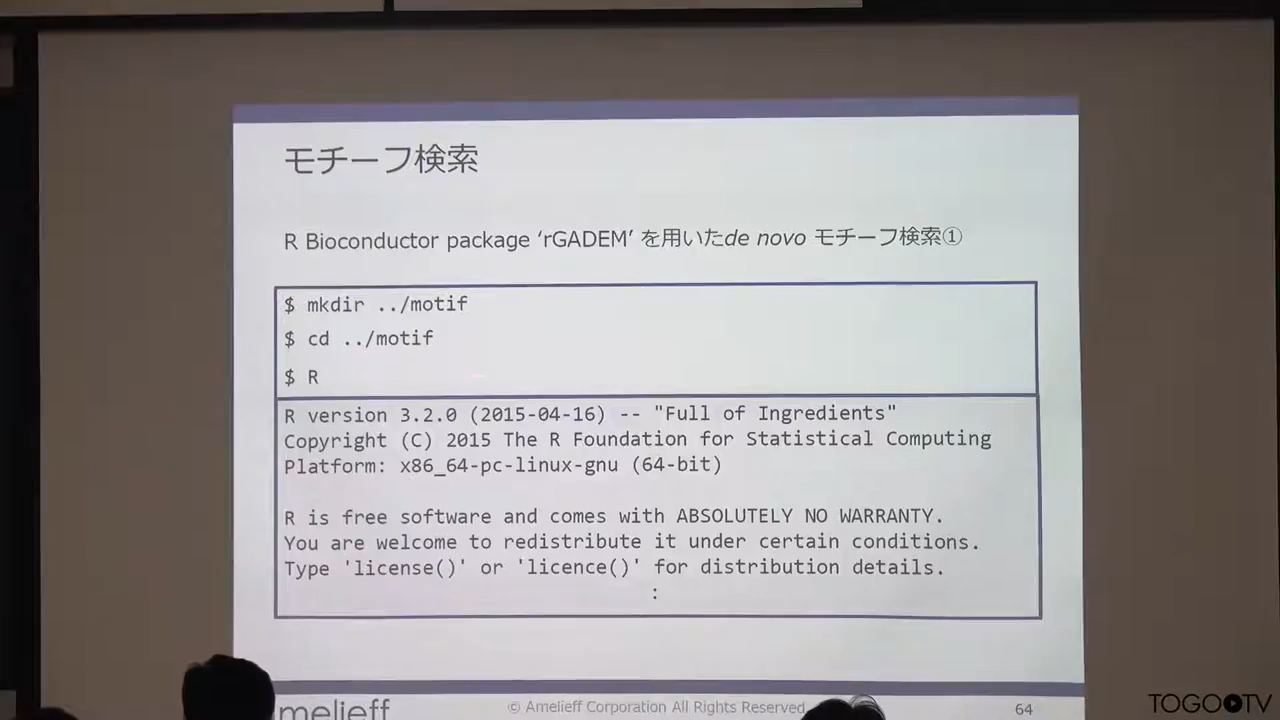 モチーフ検索
R Bioconductor package ‘rGADEM’ を用いたde novo モチーフ検索①
$ mkdir ../motif
$ cd ../motif
$ R
R version 3.2.0 (2015-04-16) -- "Full of Ingredients"
Copyright (C) 2015 The R Foundation for Statistical Computing
Platform: x86_64-pc-linux-gnu (64-bit)
R is free software and comes with ABSOLUTELY NO WARRANTY.
You are welcome to redistribute it under certain conditions.
Type 'license()' or 'licence()' for distribution details.
:
melieff
© Amelieff Corporation All Rights Reserved
64
TOGOTV